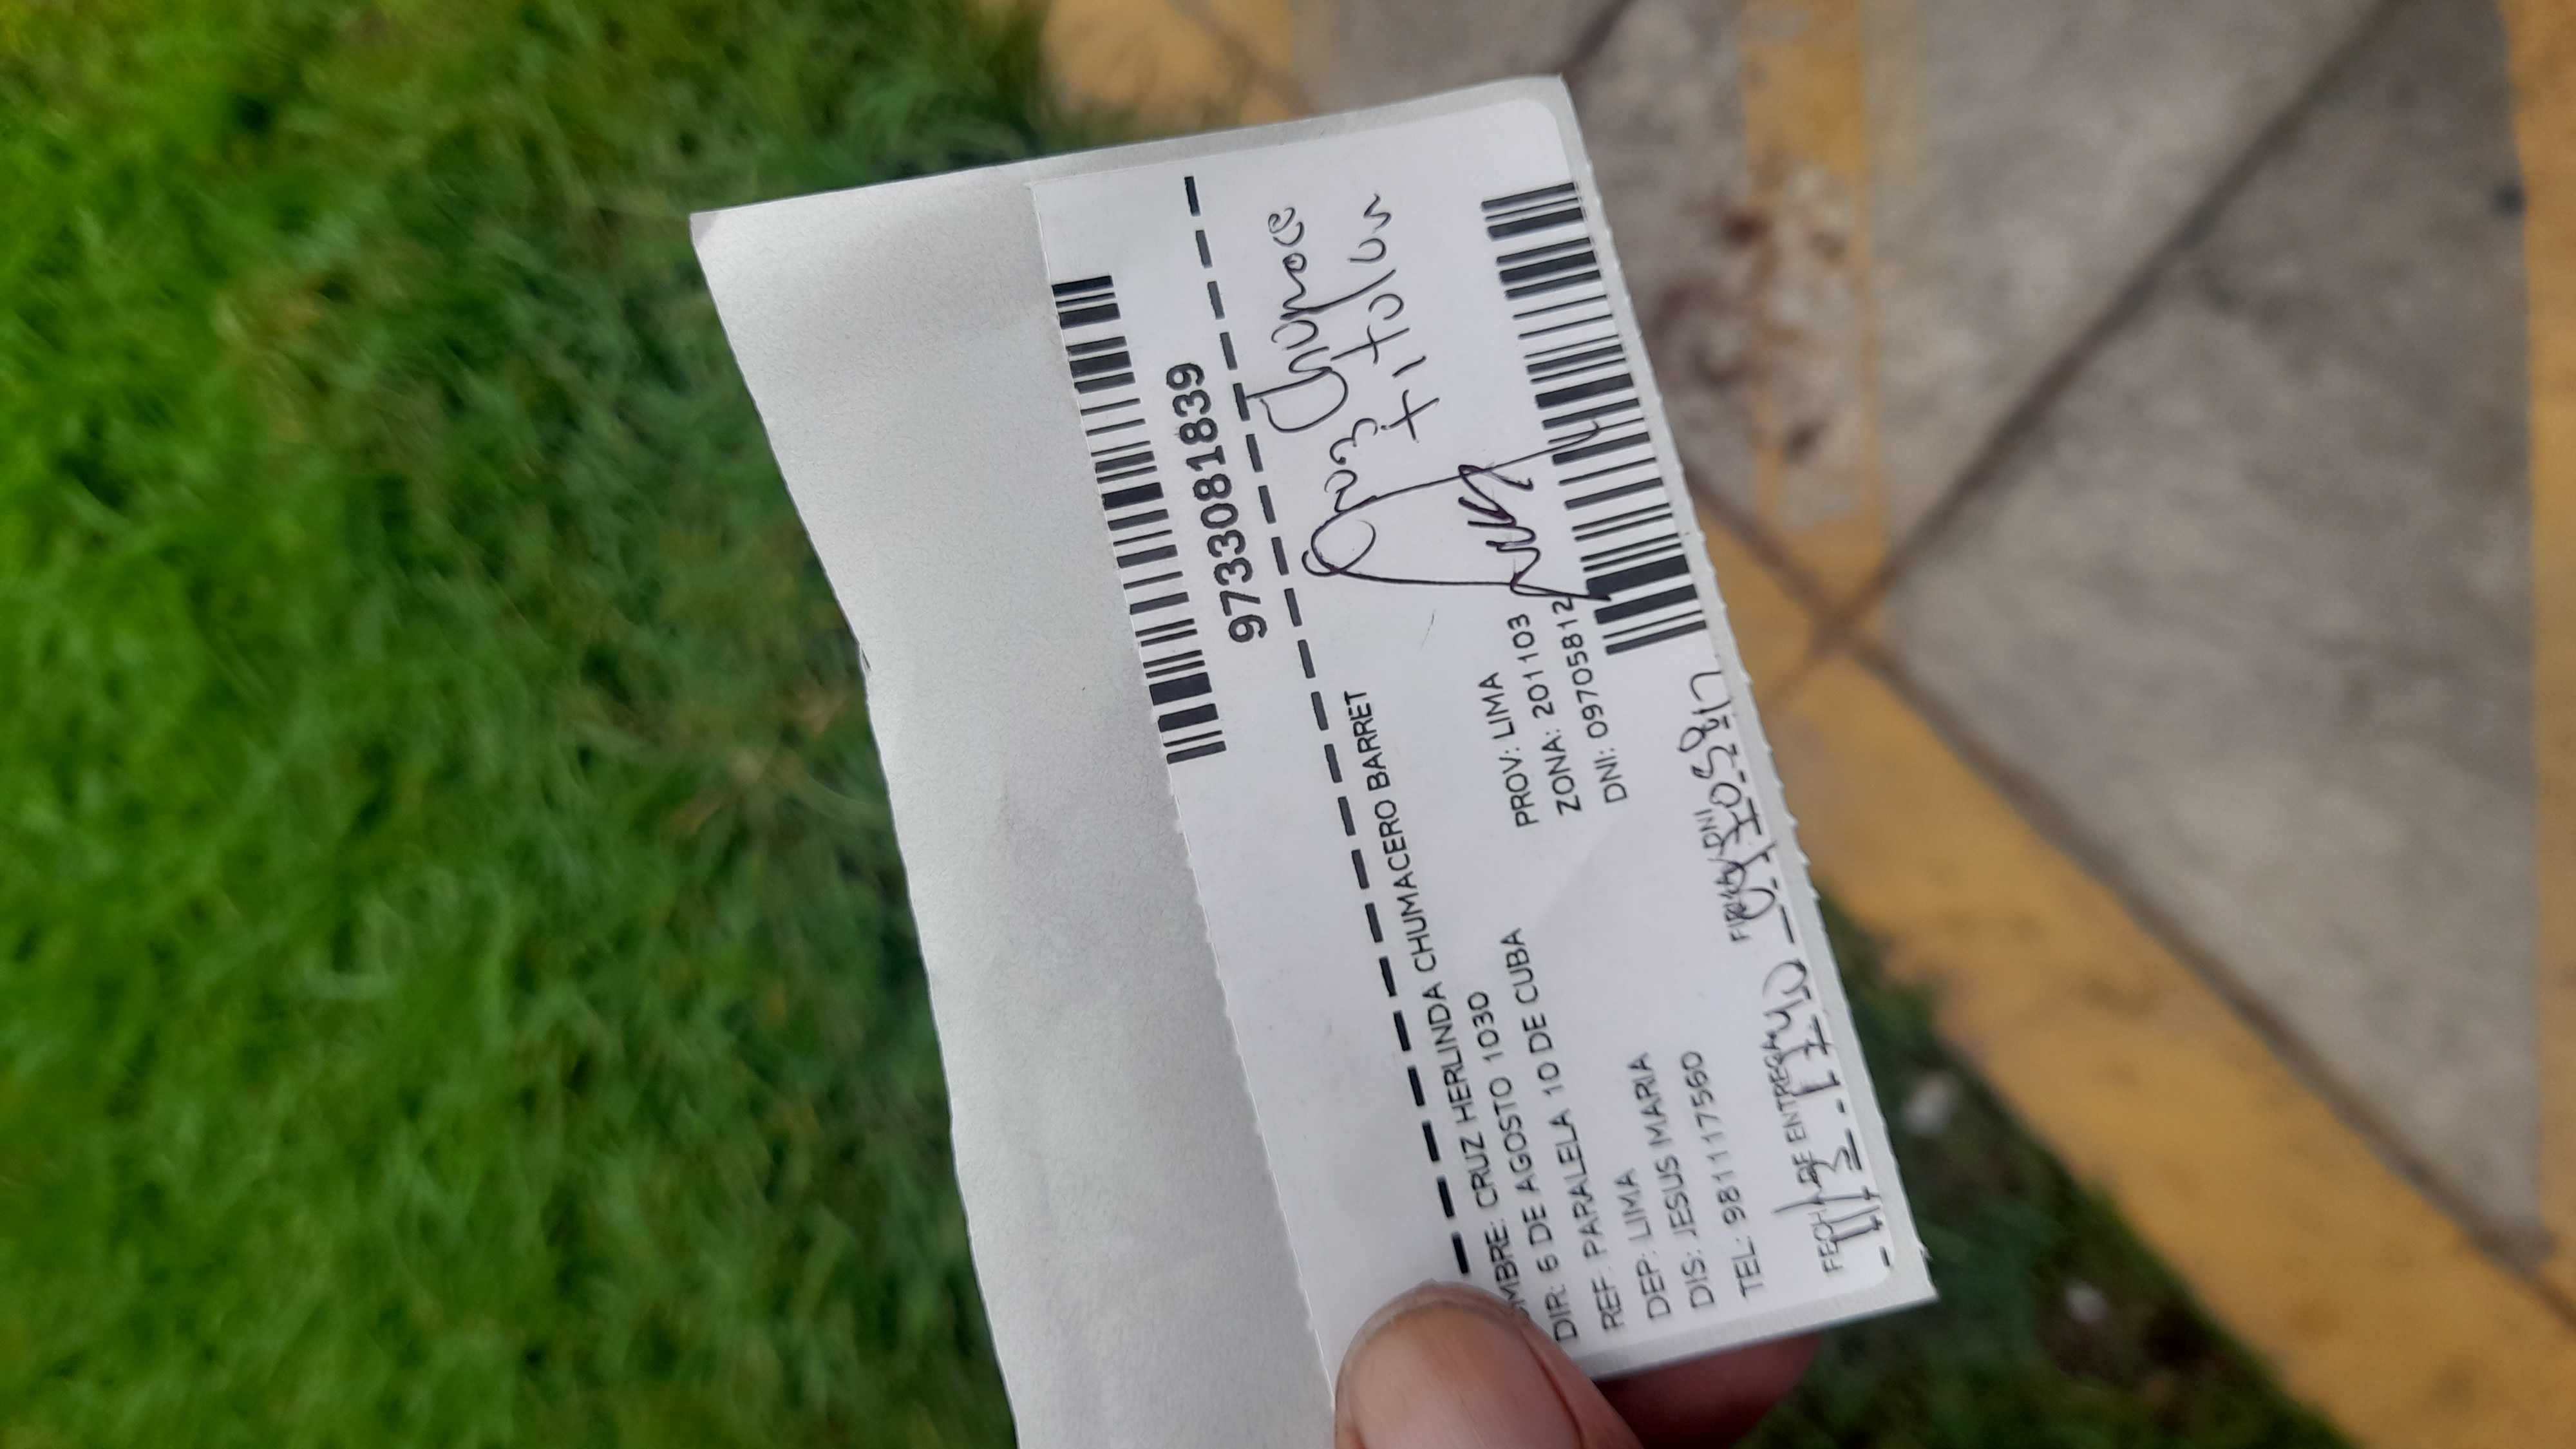 9733081839
Cruz Chumace
Titular
MBRE: CRUZ HERLINDA CHUMACERO BARRET
DIR: 6 DE AGOSTO 1030
REF: PARALELA 10 DE CUBA
DEP: LIMA PROV: LIMA
DIS: JESUS MARIA ZONA: 201103
TEL: 981117560 DNI: 09705812
FECHA DE ENTREGA FIRMA / DNI